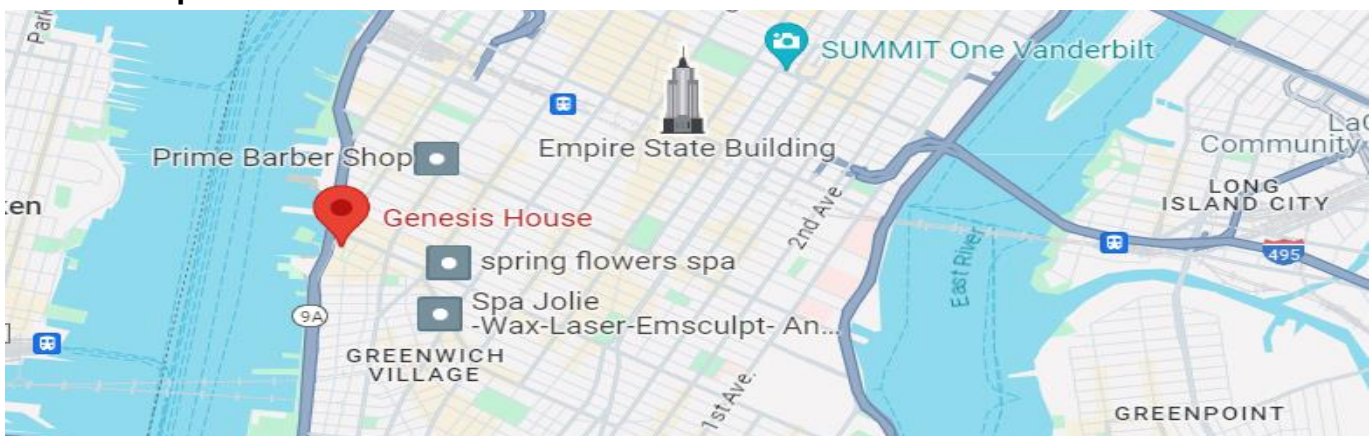 Park
SUMMIT One Vanderbilt
Prime Barber Shop
Empire State Building
LaG
Community
LONG
ISLAND CITY
ken
Genesis House
2nd Ave
495
spring flowers spa
East River
Spa Jolie
-Wax-Laser-Emsculpt- An...
9A
GREENWICH
VILLAGE
1st Ave.
GREENPOINT